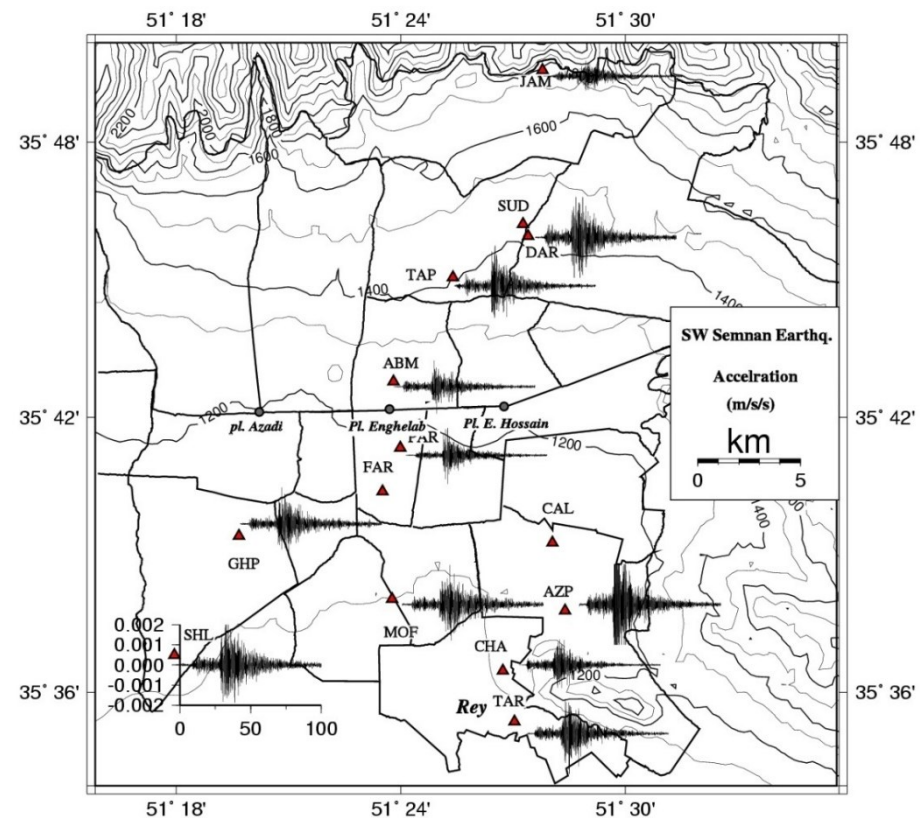 51° 18' 51° 24' 51° 30'
JAM
2200
2000
180
1600
1600
35° 48' 35° 48'
SUD
DAR
TAP
1400
1400
SW Semnan Earthq.
Accelration
(m/s/s)
km
0 5
ABM
35° 42' 35° 42'
1200
pl. Azadi Pl. Enghelab Pl. E. Hossain
1200
FAR
CAL
1400
GHP
AZP
MOF
0.002
0.001
0.000
-0.001
-0.002
SHL
CHA
1200
35° 36' 35° 36'
Rey TAR
0 50 100
51° 18' 51° 24' 51° 30'